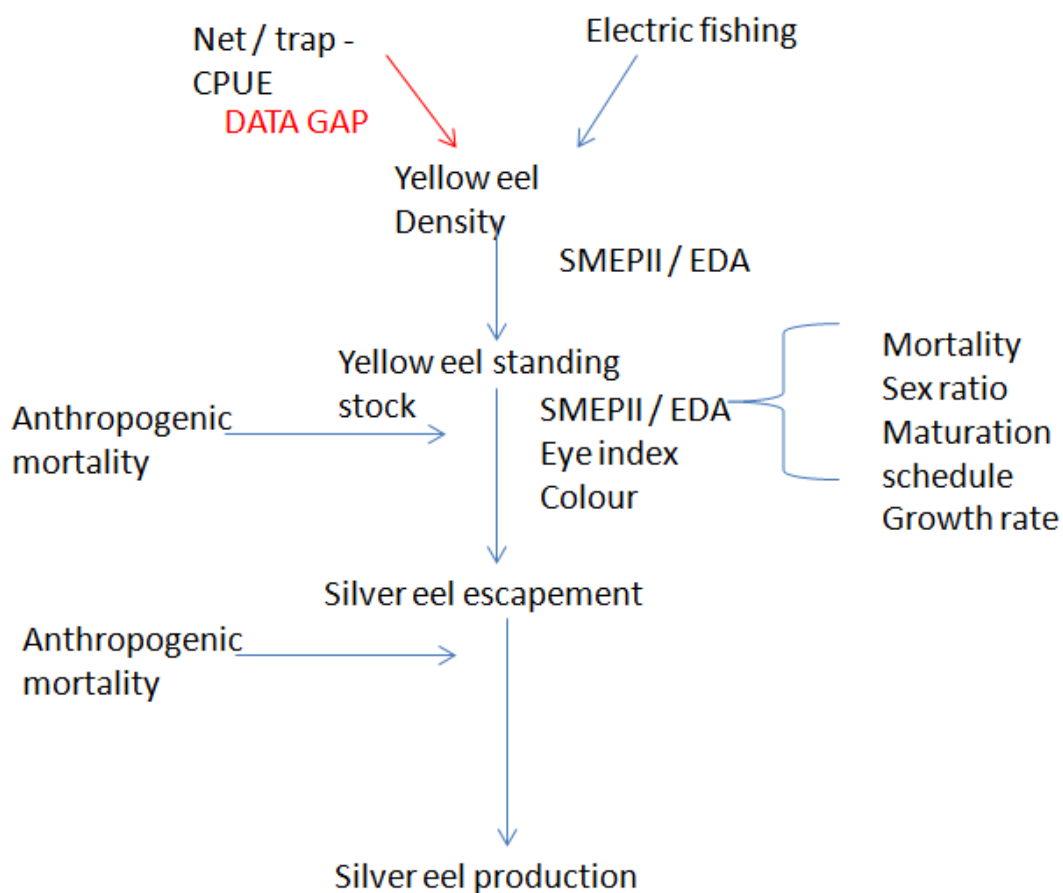 Net / trap -
CPUE
DATA GAP
Electric fishing
Yellow eel
Density
SMEPII / EDA
Yellow eel standing
stock
Anthropogenic
mortality
SMEPII / EDA
Eye index
Colour
Mortality
Sex ratio
Maturation
schedule
Growth rate
Silver eel escapement
Anthropogenic
mortality
Silver eel production